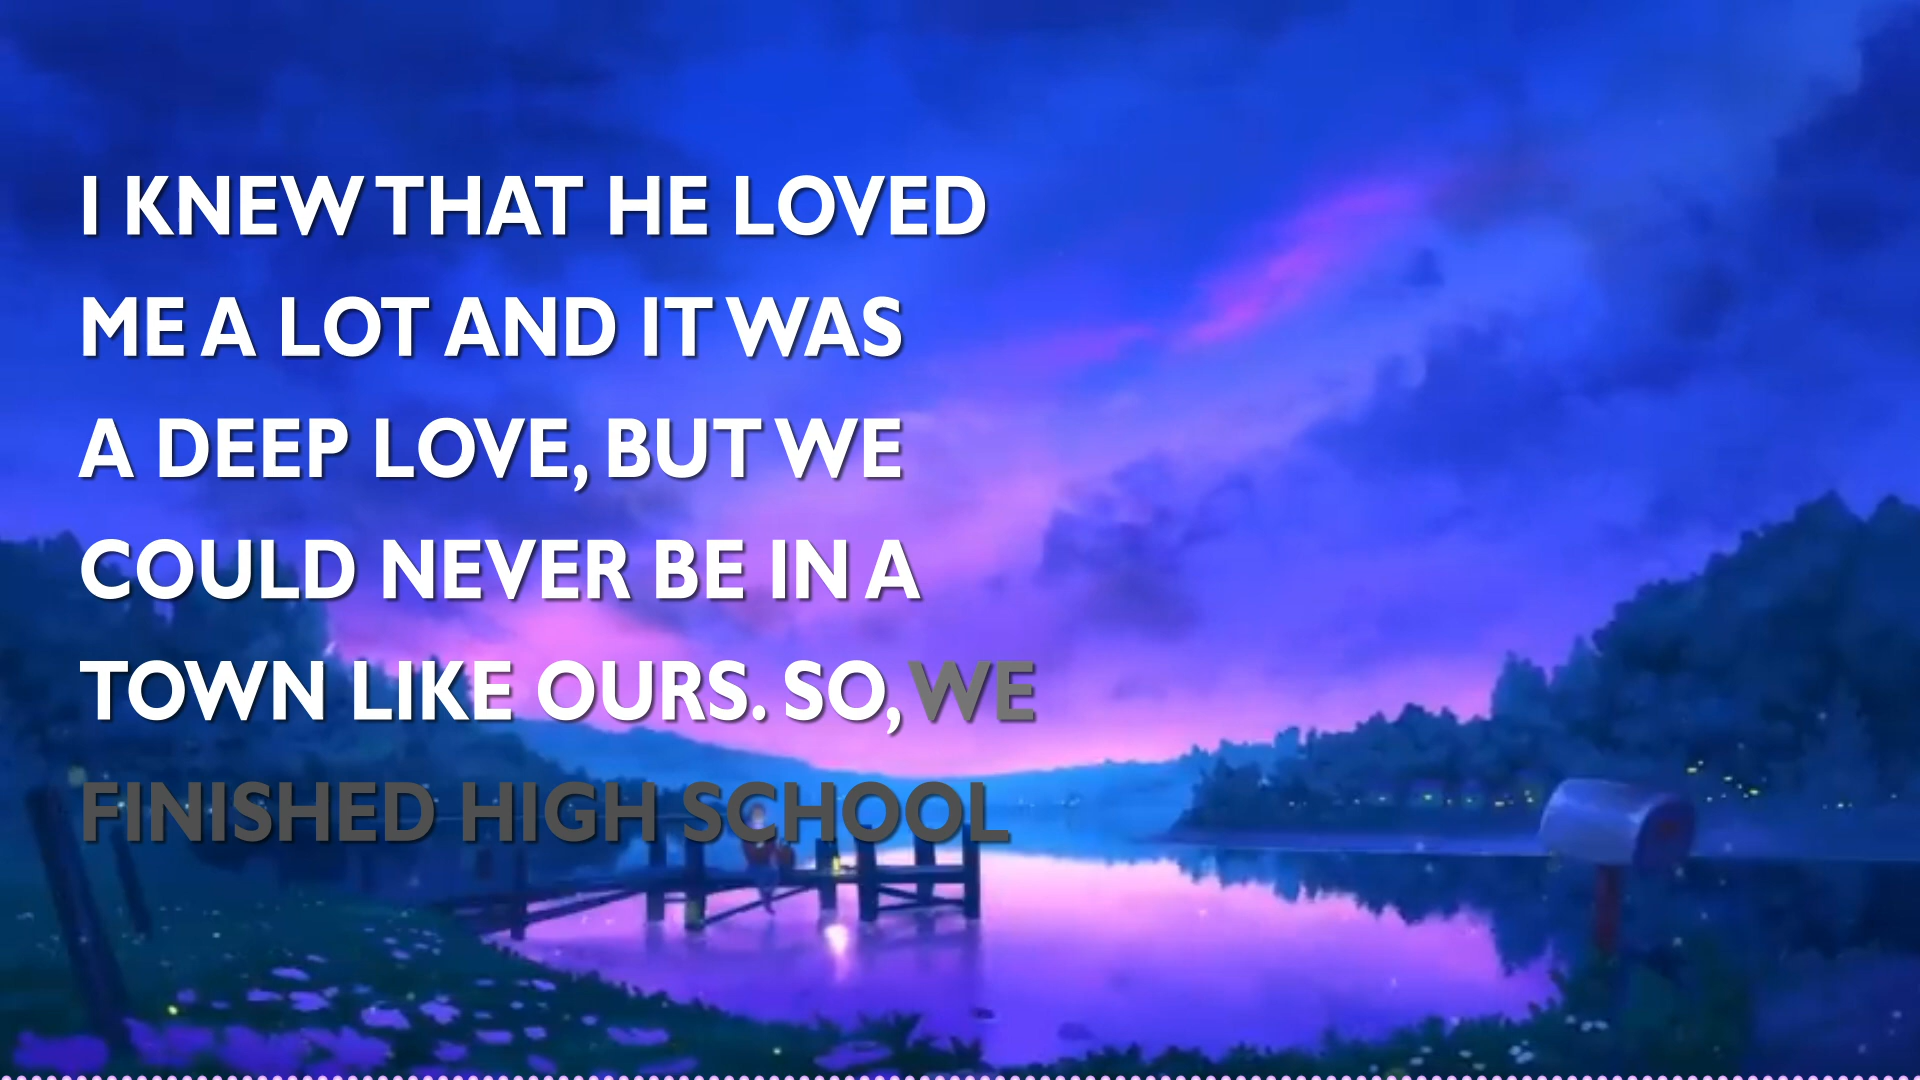 I KNEW THAT HE LOVED
ME A LOT AND IT WAS
A DEEP LOVE, BUT WE
COULD NEVER BE IN A
TOWN LIKE OURS. SO, WE
FINISHED HIGH SCHOOL